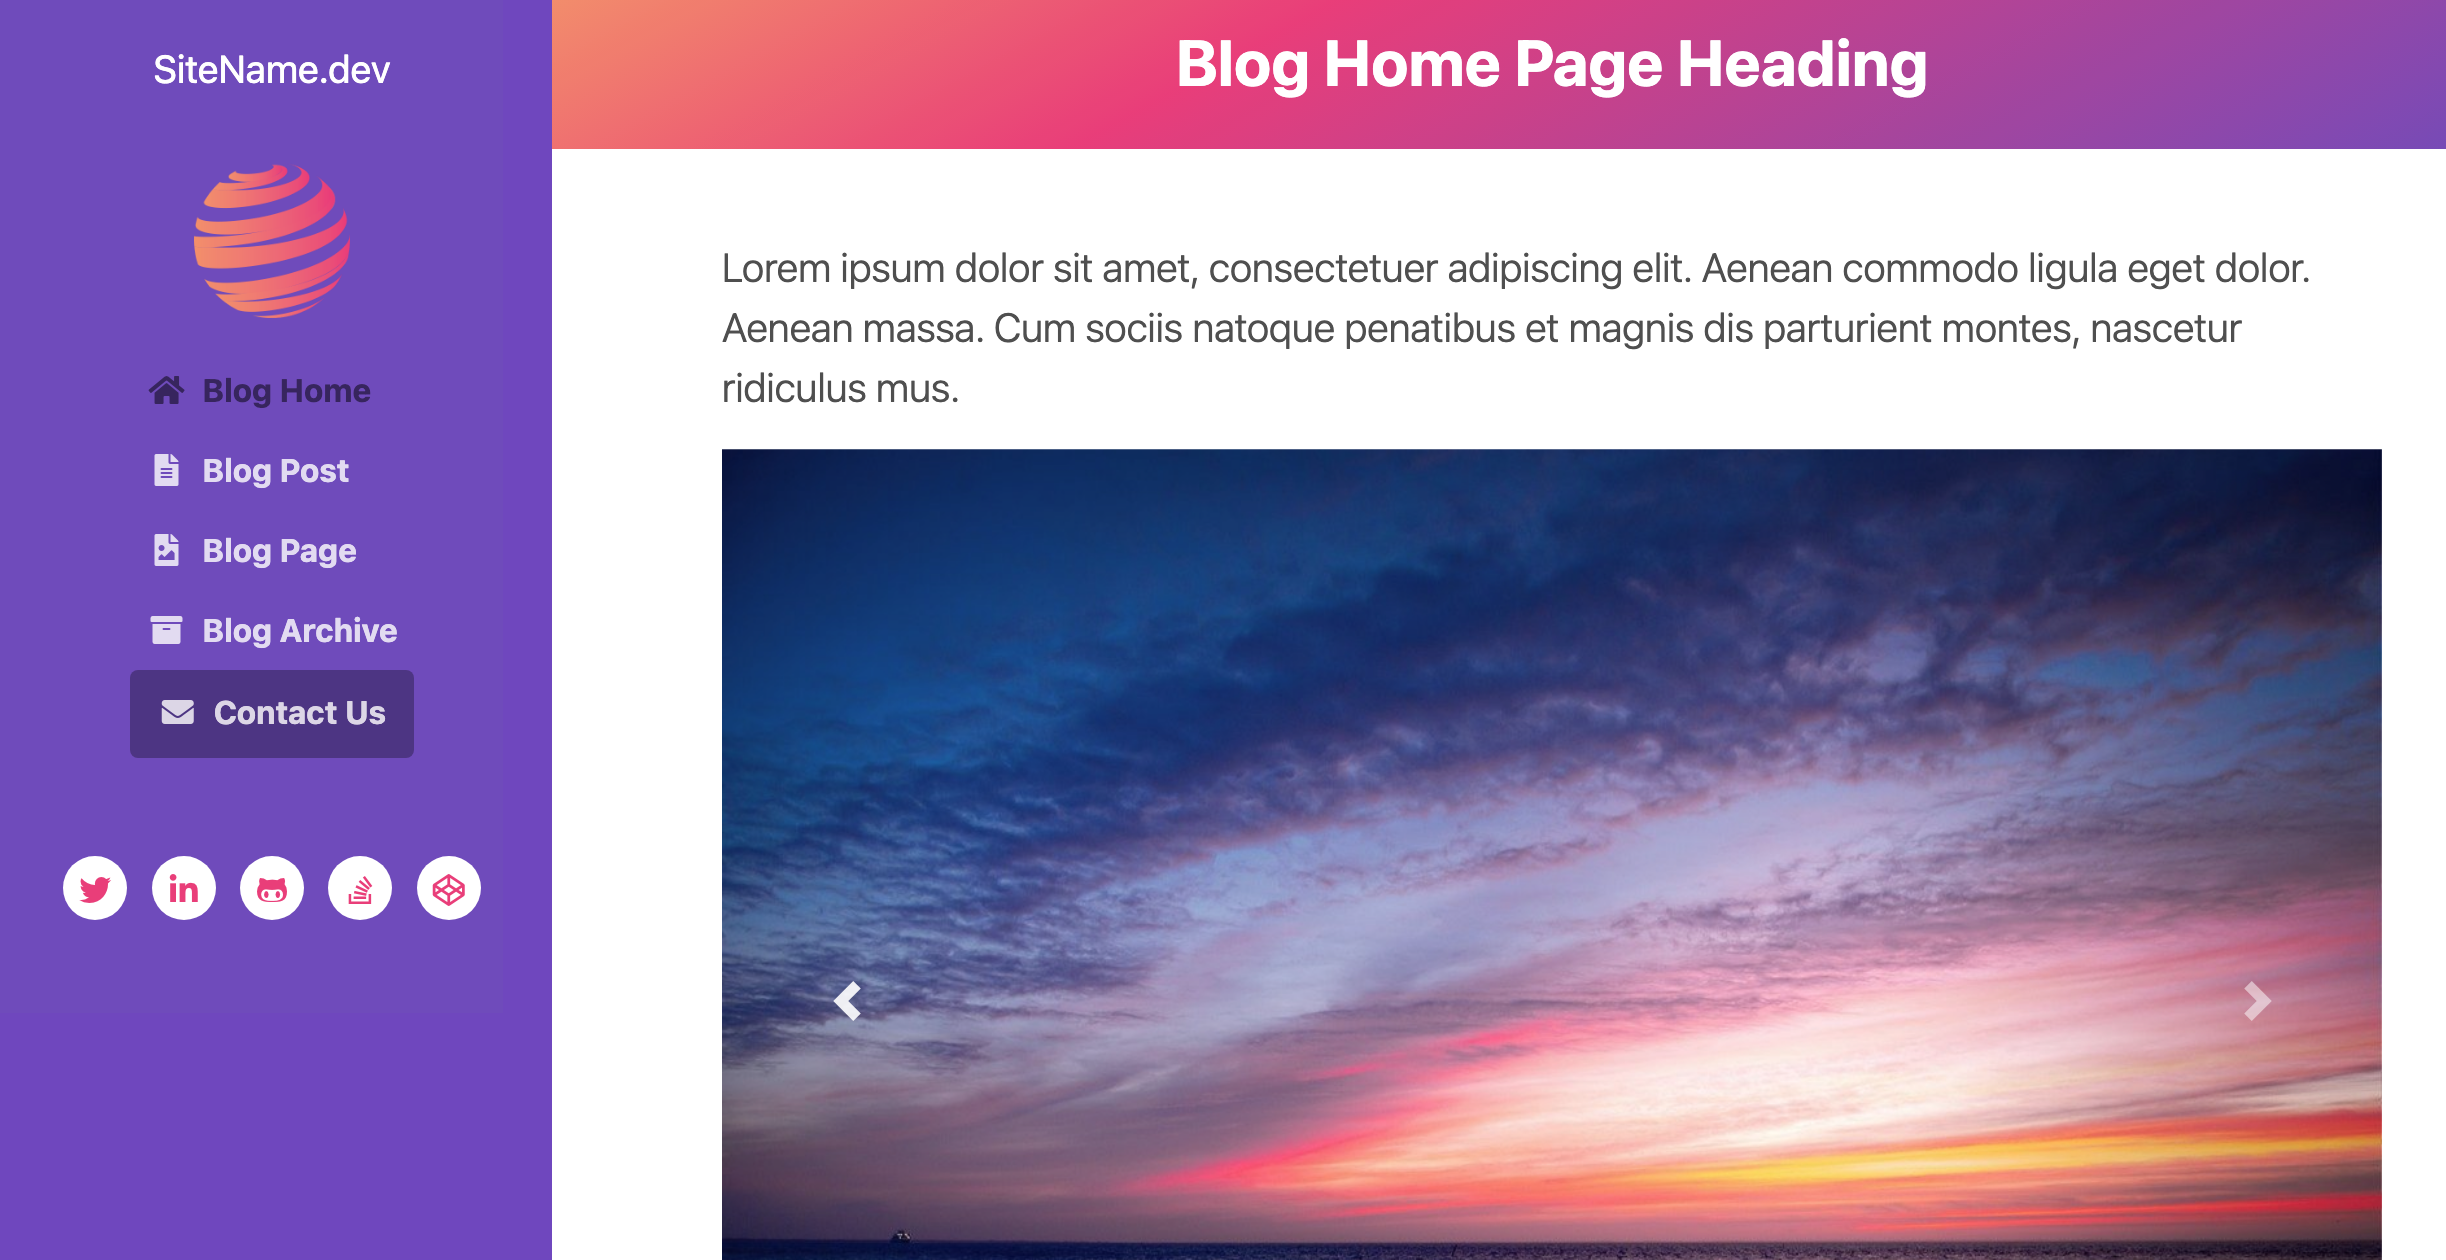 SiteName.dev
Blog Home
Blog Post
Blog Page
Blog Archive
Contact Us
Blog Home Page Heading
Lorem ipsum dolor sit amet, consectetuer adipiscing elit. Aenean commodo ligula eget dolor.
Aenean massa. Cum sociis natoque penatibus et magnis dis parturient montes, nascetur
ridiculus mus.